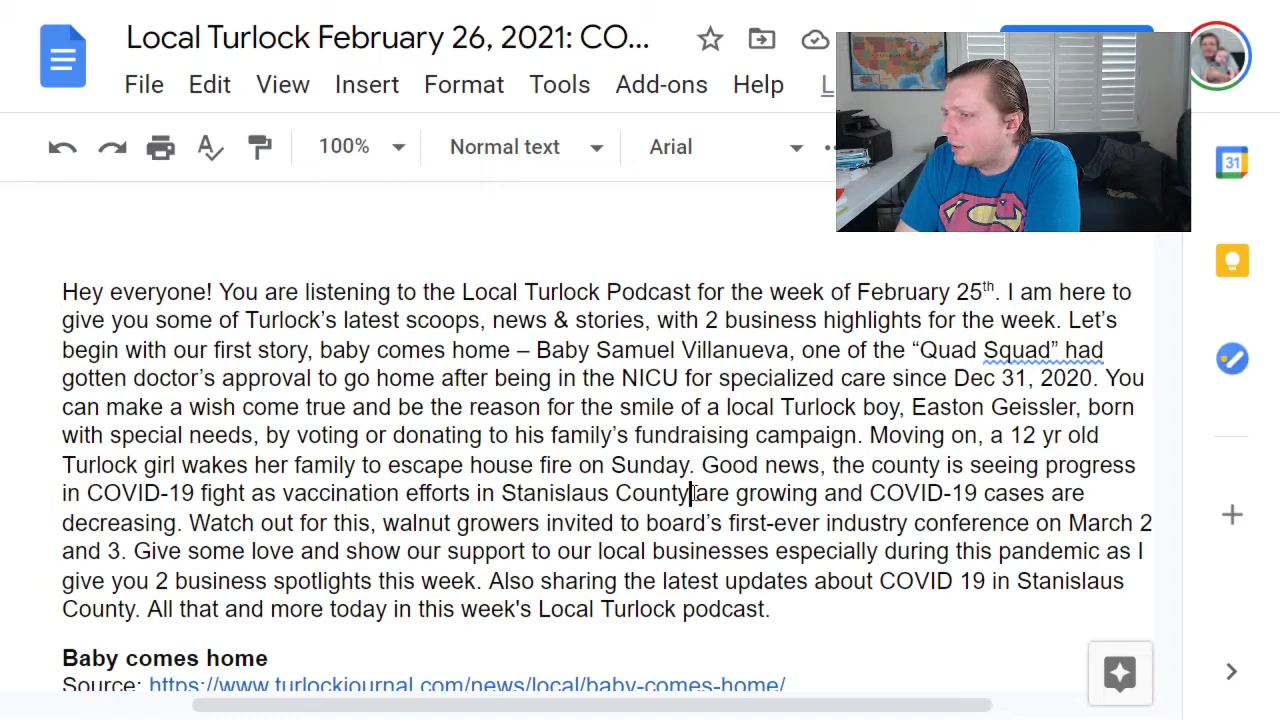 Local Turlock February 26, 2021: CO...
File Edit View Insert Format Tools Add-ons Help L
100% Normal text Arial
31
Hey everyone! You are listening to the Local Turlock Podcast for the week of February 25th. I am here to
give you some of Turlock’s latest scoops, news & stories, with 2 business highlights for the week. Let’s
begin with our first story, baby comes home – Baby Samuel Villanueva, one of the “Quad Squad” had
gotten doctor’s approval to go home after being in the NICU for specialized care since Dec 31, 2020. You
can make a wish come true and be the reason for the smile of a local Turlock boy, Easton Geissler, born
with special needs, by voting or donating to his family’s fundraising campaign. Moving on, a 12 yr old
Turlock girl wakes her family to escape house fire on Sunday. Good news, the county is seeing progress
in COVID-19 fight as vaccination efforts in Stanislaus County are growing and COVID-19 cases are
decreasing. Watch out for this, walnut growers invited to board’s first-ever industry conference on March 2
and 3. Give some love and show our support to our local businesses especially during this pandemic as I
give you 2 business spotlights this week. Also sharing the latest updates about COVID 19 in Stanislaus
County. All that and more today in this week's Local Turlock podcast.
Baby comes home
Source: https://www.turlockjournal.com/news/local/baby-comes-home/